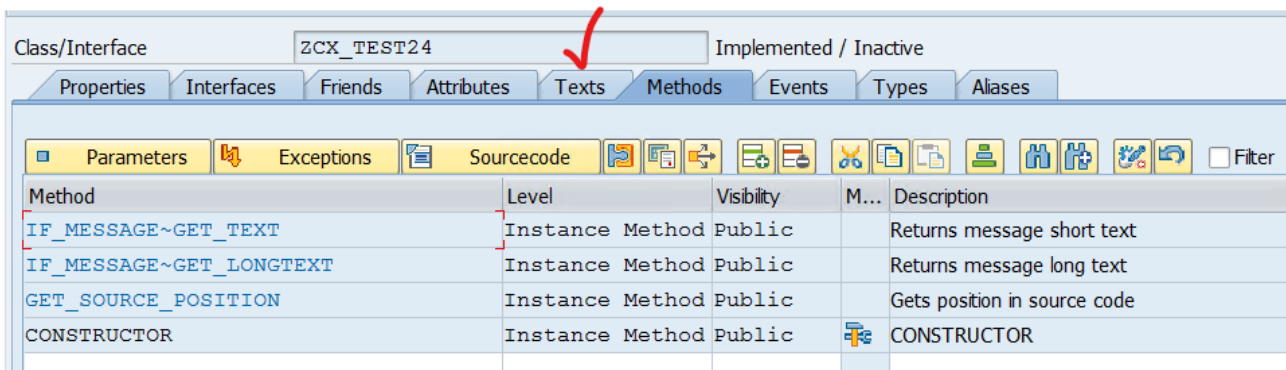 Class/Interface ZCX_TEST24 Implemented / Inactive
Properties Interfaces Friends Attributes Texts Methods Events Types Aliases
Parameters Exceptions Sourcecode Filter
Method Level Visibility M... Description
IF_MESSAGE~GET_TEXT Instance Method Public Returns message short text
IF_MESSAGE~GET_LONGTEXT Instance Method Public Returns message long text
GET_SOURCE_POSITION Instance Method Public Gets position in source code
CONSTRUCTOR Instance Method Public CONSTRUCTOR